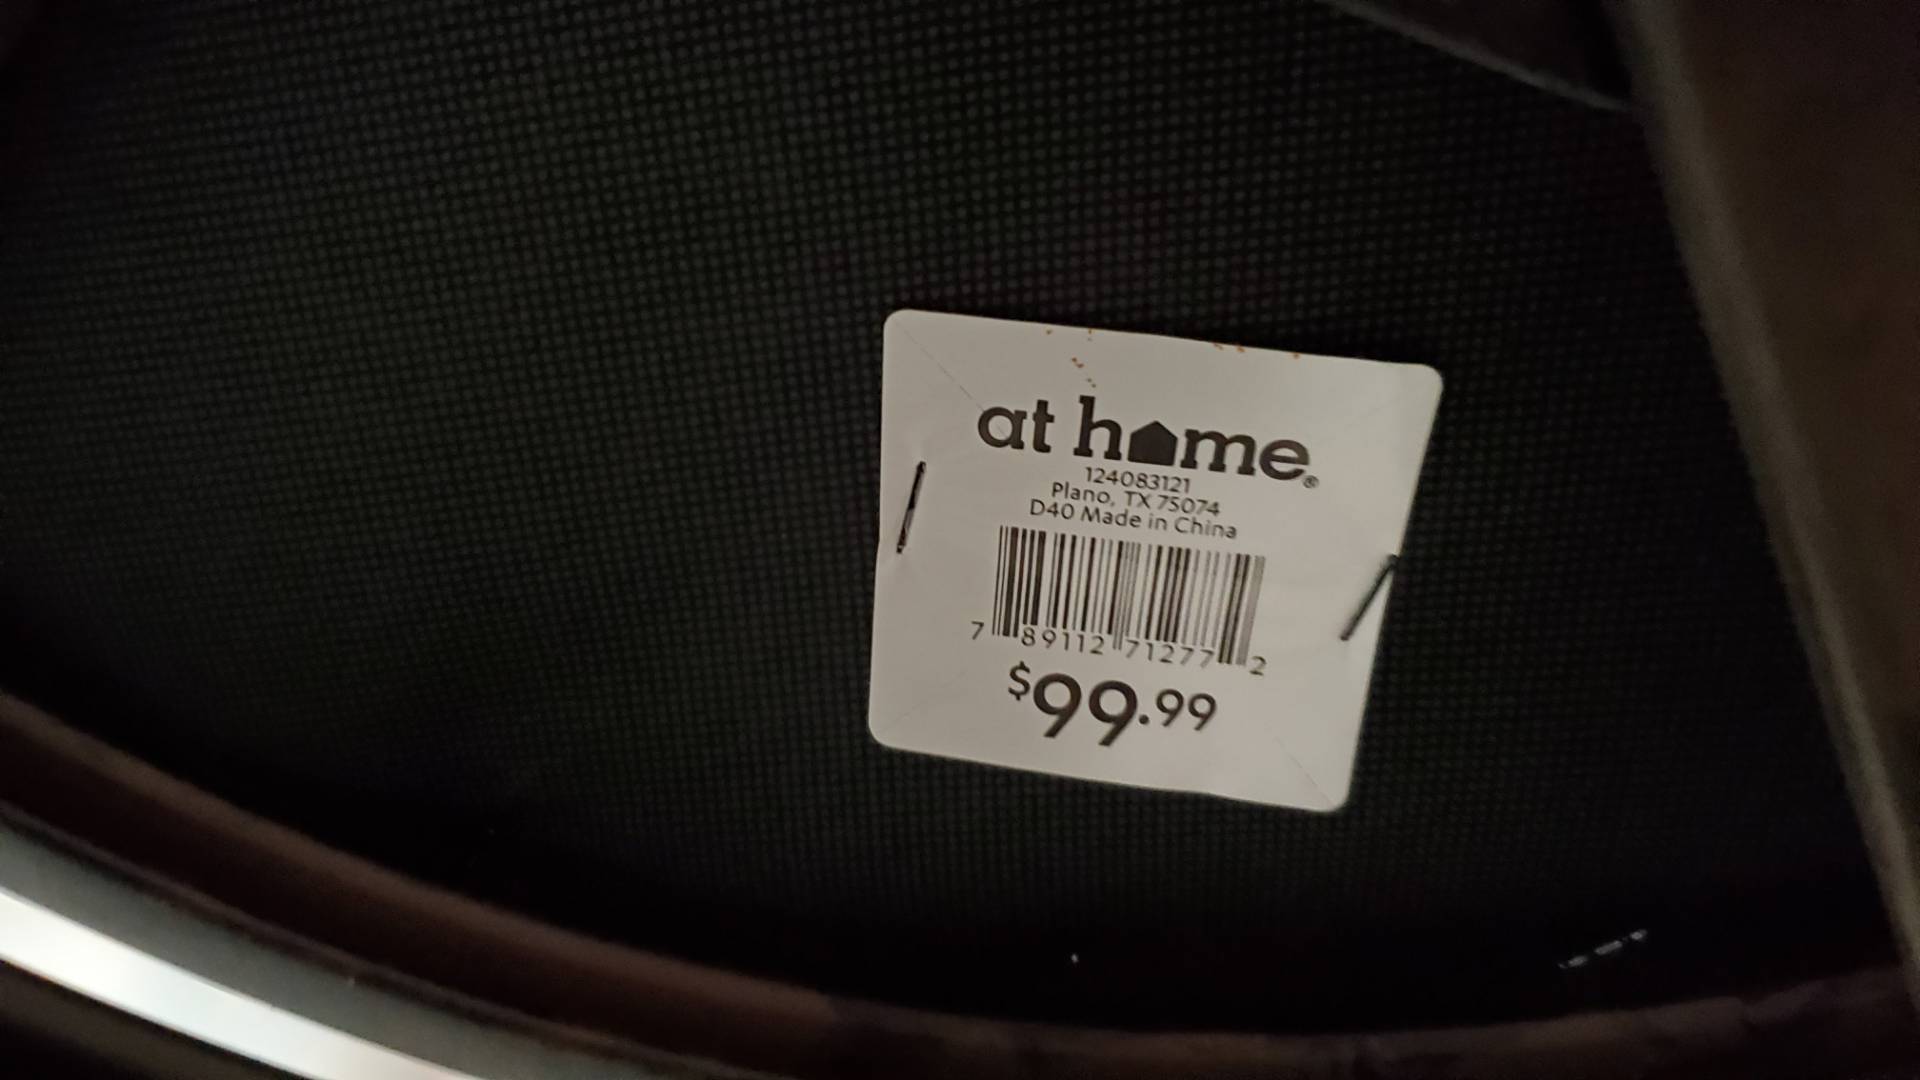 at home®
124083121
Plano, TX 75074
D40 Made in China
7 89112 71277 2
$99.99